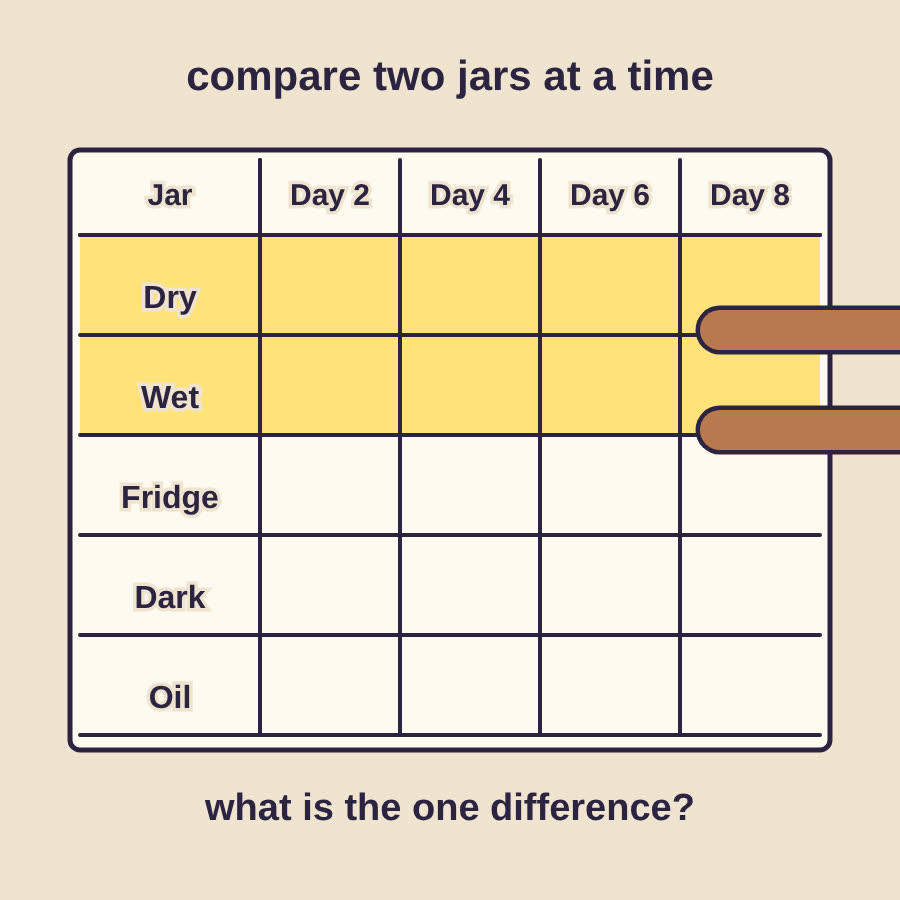 compare two jars at a time
Jar Day 2 Day 4 Day 6 Day 8
Dry
Wet
Fridge
Dark
Oil
what is the one difference?